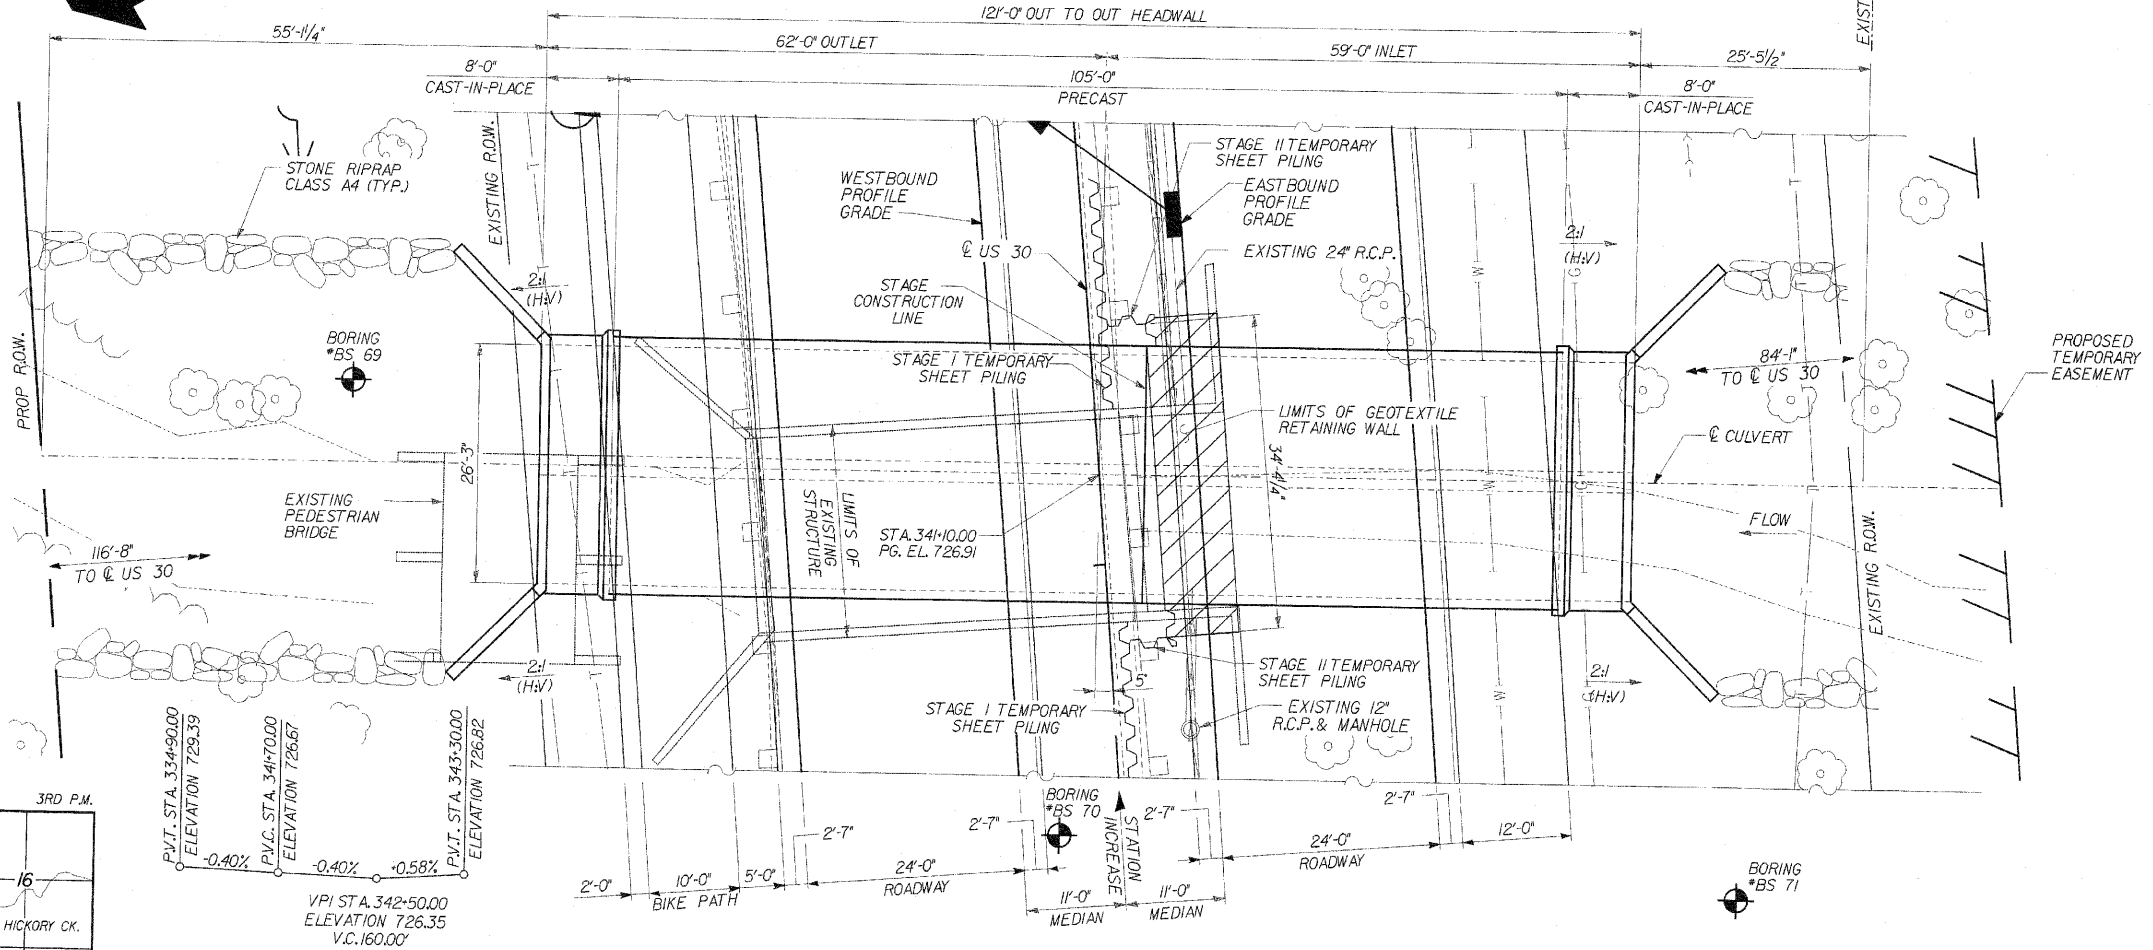 121'-0" OUT TO OUT HEADWALL
55'-1 1/4"
62'-0" OUTLET
59'-0" INLET
25'-5 1/2"
8'-0"
CAST-IN-PLACE
105'-0"
PRECAST
8'-0"
CAST-IN-PLACE
STONE RIPRAP
CLASS A4 (TYP.)
EXISTING R.O.W.
WESTBOUND
PROFILE
GRADE
STAGE II TEMPORARY
SHEET PILING
EASTBOUND
PROFILE
GRADE
℄ US 30
EXISTING 24" R.C.P.
2:1
(H:V)
2:1
(H:V)
STAGE
CONSTRUCTION
LINE
BORING
*BS 69
STAGE I TEMPORARY
SHEET PILING
PROP R.O.W.
84'-1"
TO ℄ US 30
PROPOSED
TEMPORARY
EASEMENT
LIMITS OF GEOTEXTILE
RETAINING WALL
℄ CULVERT
26'-3"
34'-4 1/4"
EXISTING
PEDESTRIAN
BRIDGE
LIMITS OF
EXISTING
STRUCTURE
STA. 341+10.00
PG. EL. 726.91
FLOW
116'-8"
TO ℄ US 30
EXISTING R.O.W.
2:1
(H:V)
STAGE II TEMPORARY
SHEET PILING
2:1
(H:V)
5'
STAGE I TEMPORARY
SHEET PILING
EXISTING 12"
R.C.P. & MANHOLE
P.V.T. STA. 334+90.00
ELEVATION 729.39
P.V.C. STA. 341+70.00
ELEVATION 726.67
P.V.T. STA. 343+30.00
ELEVATION 726.82
-0.40%
-0.40%
+0.58%
VPI STA. 342+50.00
ELEVATION 726.35
V.C. 160.00'
3RD P.M.
16
HICKORY CK.
BORING
*BS 70
STATION
INCREASE
2'-7"
2'-7"
2'-7"
2'-7"
2'-0"
10'-0"
BIKE PATH
5'-0"
24'-0"
ROADWAY
11'-0"
MEDIAN
11'-0"
MEDIAN
24'-0"
ROADWAY
12'-0"
BORING
*BS 71